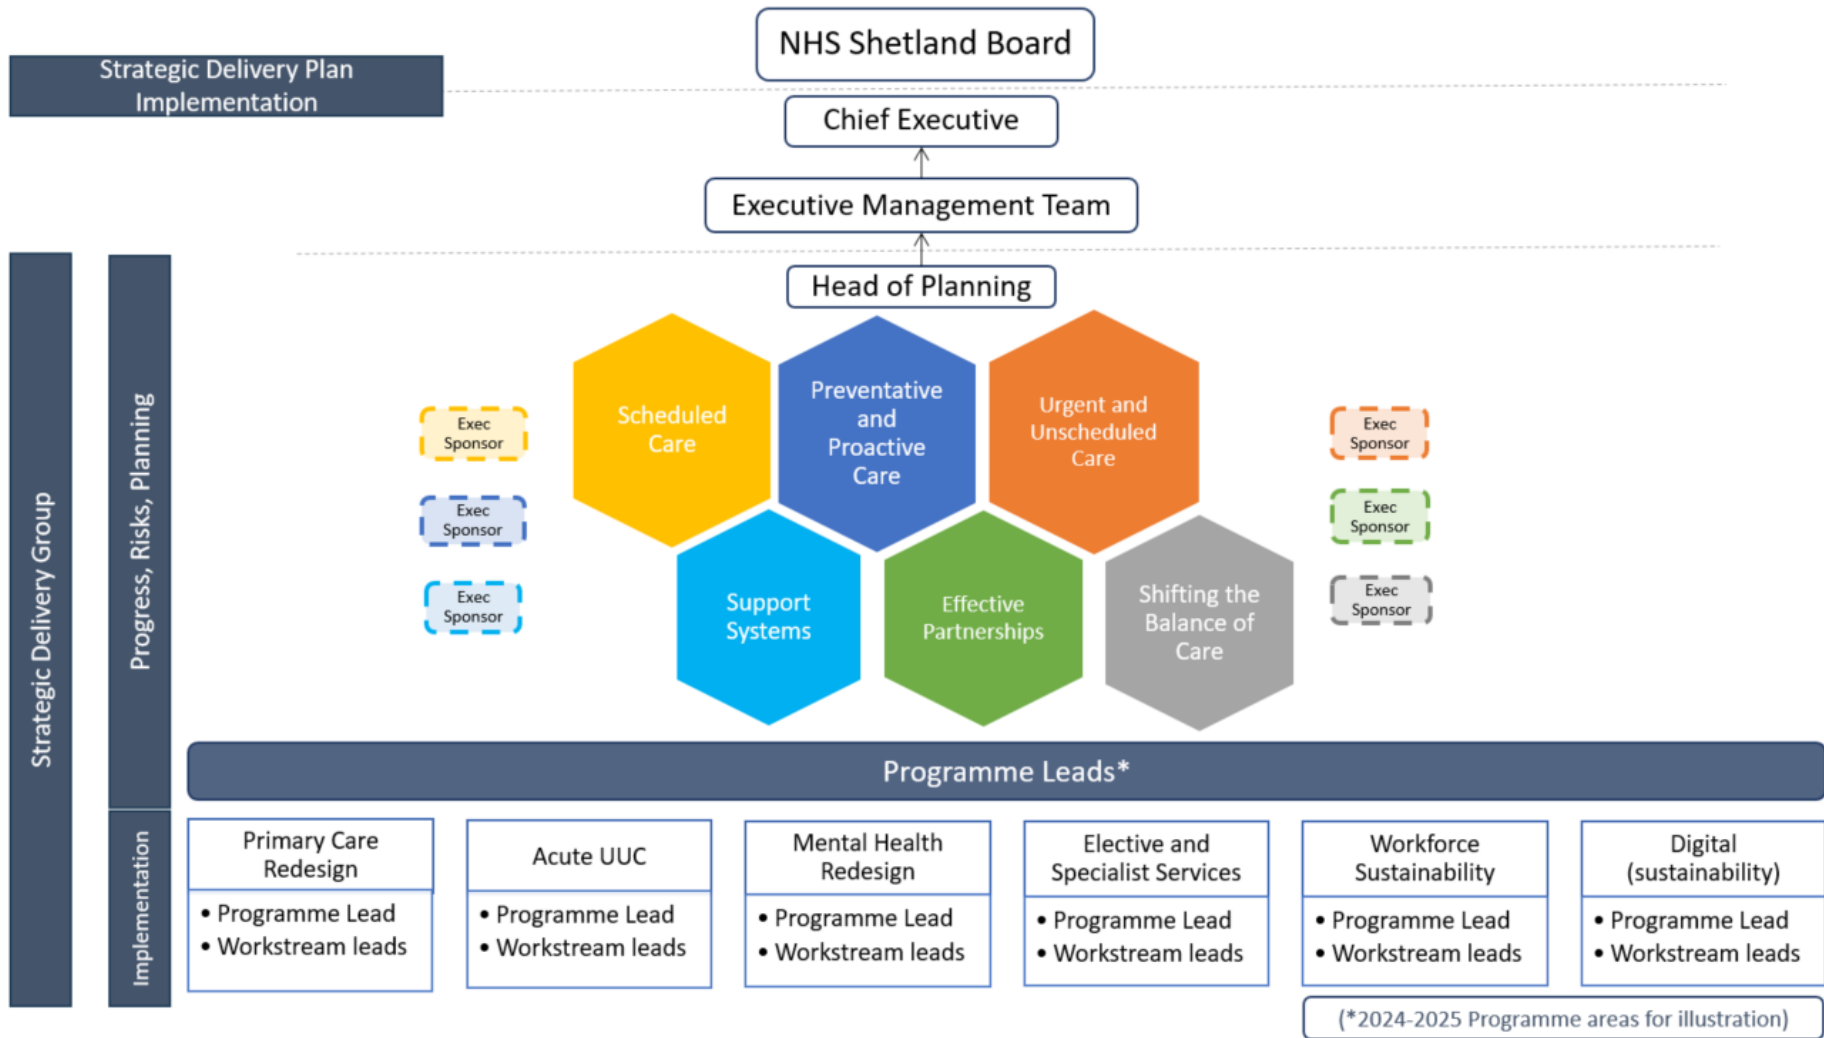 NHS Shetland Board
Strategic Delivery Plan
Implementation
Chief Executive
Executive Management Team
Head of Planning
Strategic Delivery Group
Progress, Risks, Planning
Implementation
Scheduled
Care
Preventative
and
Proactive
Care
Urgent and
Unscheduled
Care
Support
Systems
Effective
Partnerships
Shifting the
Balance of
Care
Exec
Sponsor
Exec
Sponsor
Exec
Sponsor
Exec
Sponsor
Exec
Sponsor
Exec
Sponsor
Programme Leads*
Primary Care
Redesign
• Programme Lead
• Workstream leads
Acute UUC
• Programme Lead
• Workstream leads
Mental Health
Redesign
• Programme Lead
• Workstream leads
Elective and
Specialist Services
• Programme Lead
• Workstream leads
Workforce
Sustainability
• Programme Lead
• Workstream leads
Digital
(sustainability)
• Programme Lead
• Workstream leads
(*2024-2025 Programme areas for illustration)